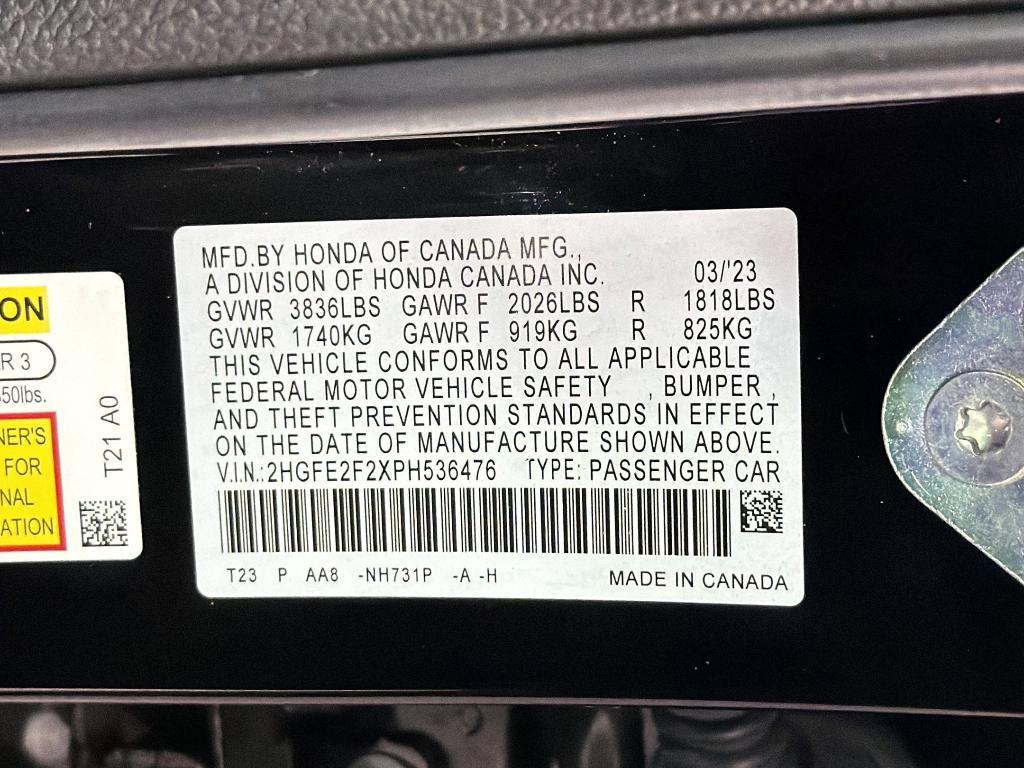 ON
R 3
50lbs.
NER'S
FOR
NAL
ATION
T21 A0
MFD.BY HONDA OF CANADA MFG.,
A DIVISION OF HONDA CANADA INC. 03/'23
GVWR 3836LBS GAWR F 2026LBS R 1818LBS
GVWR 1740KG GAWR F 919KG R 825KG
THIS VEHICLE CONFORMS TO ALL APPLICABLE
FEDERAL MOTOR VEHICLE SAFETY , BUMPER ,
AND THEFT PREVENTION STANDARDS IN EFFECT
ON THE DATE OF MANUFACTURE SHOWN ABOVE.
V.I.N.:2HGFE2F2XPH536476 TYPE: PASSENGER CAR
T23 P AA8 -NH731P -A -H MADE IN CANADA